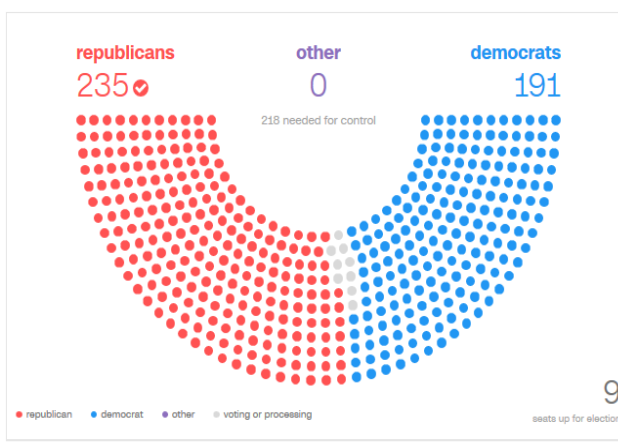 republicans other democrats
235 0 191
218 needed for control
9
seats up for election
republican democrat other voting or processing